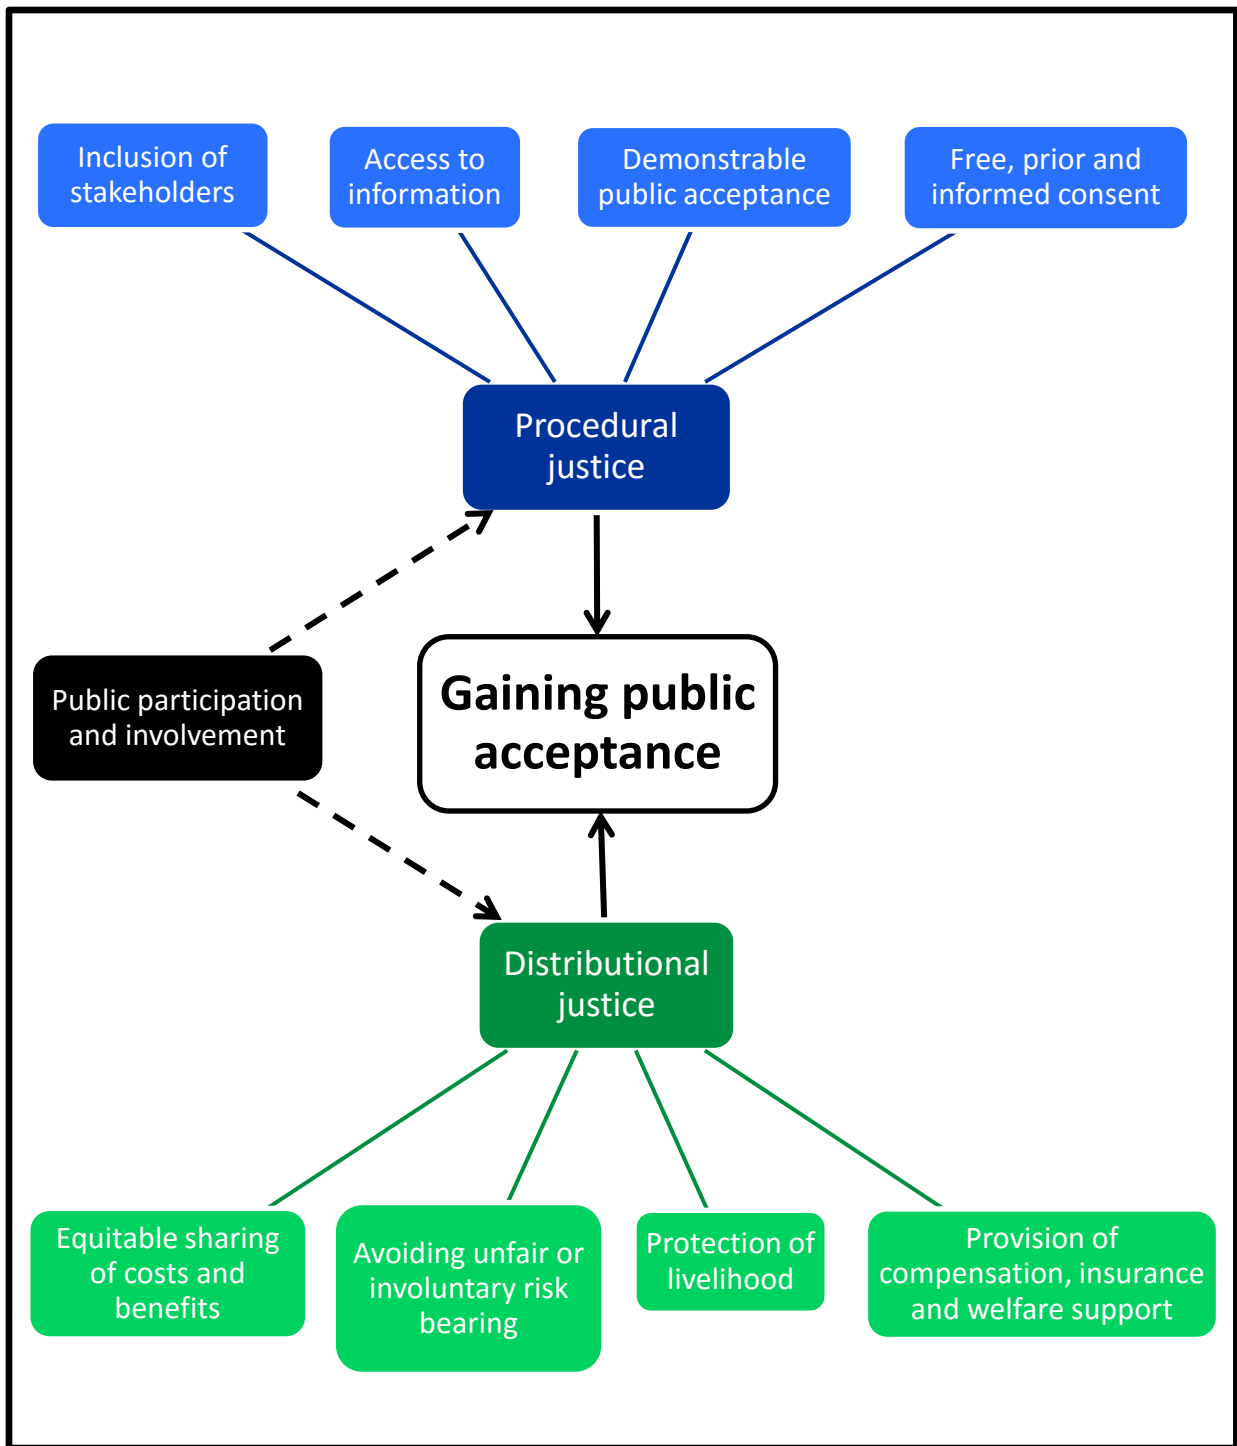 Inclusion of
stakeholders
Access to
information
Demonstrable
public acceptance
Free, prior and
informed consent
Procedural
justice
Public participation
and involvement
Gaining public
acceptance
Distributional
justice
Equitable sharing
of costs and
benefits
Avoiding unfair or
involuntary risk
bearing
Protection of
livelihood
Provision of
compensation, insurance
and welfare support